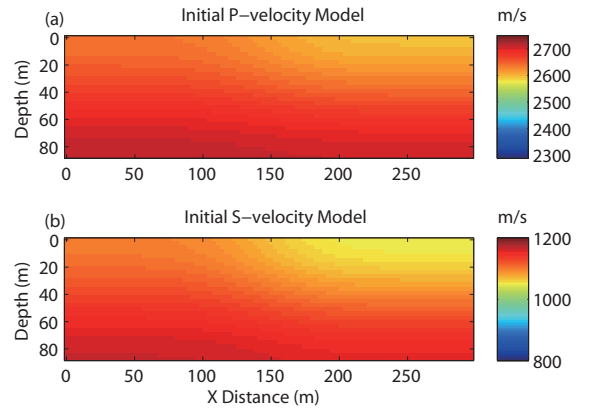 (a)
Initial P−velocity Model
m/s
Depth (m)
0
20
40
60
80
0 50 100 150 200 250
2700
2600
2500
2400
2300
(b)
Initial S−velocity Model
m/s
Depth (m)
0
20
40
60
80
0 50 100 150 200 250
X Distance (m)
1200
1000
800